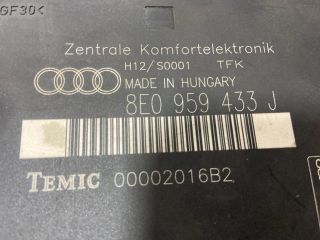 GF30<
Zentrale Komfortelektronik
H12/S0001 TFK
MADE IN HUNGARY
8E0 959 433 J
TEMIC 00002016B2